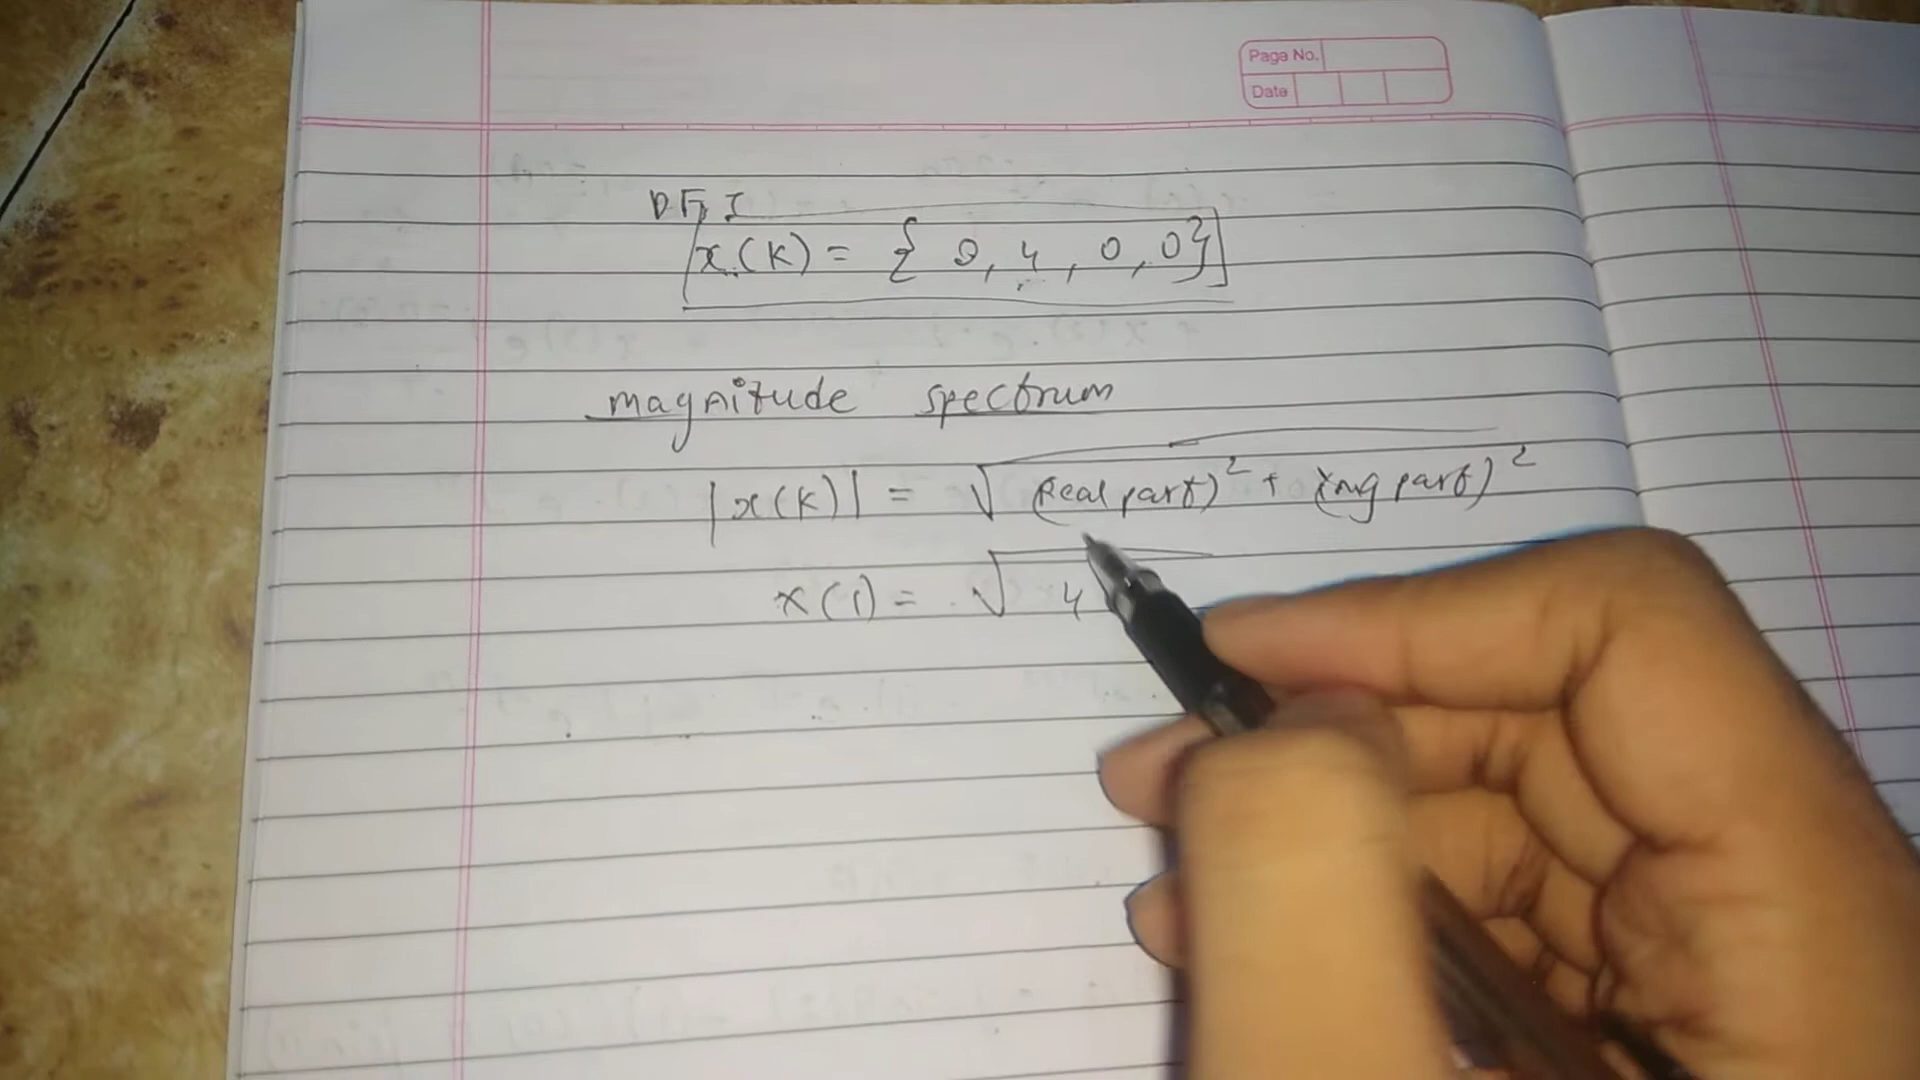 Page No.
Date
DFT
x(k) = { 0, 4, 0, 0}
magnitude spectrum
|x(k)| = √(Real part)² + (img part)²
x(1) = √4